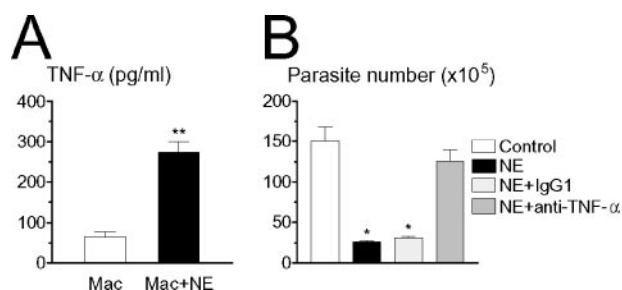 A
B
TNF-α (pg/ml)
Parasite number (x10⁵)
400
300
200
100
0
**
Mac
Mac+NE
200
150
100
50
0
*
*
Control
NE
NE+IgG1
NE+anti-TNF-α